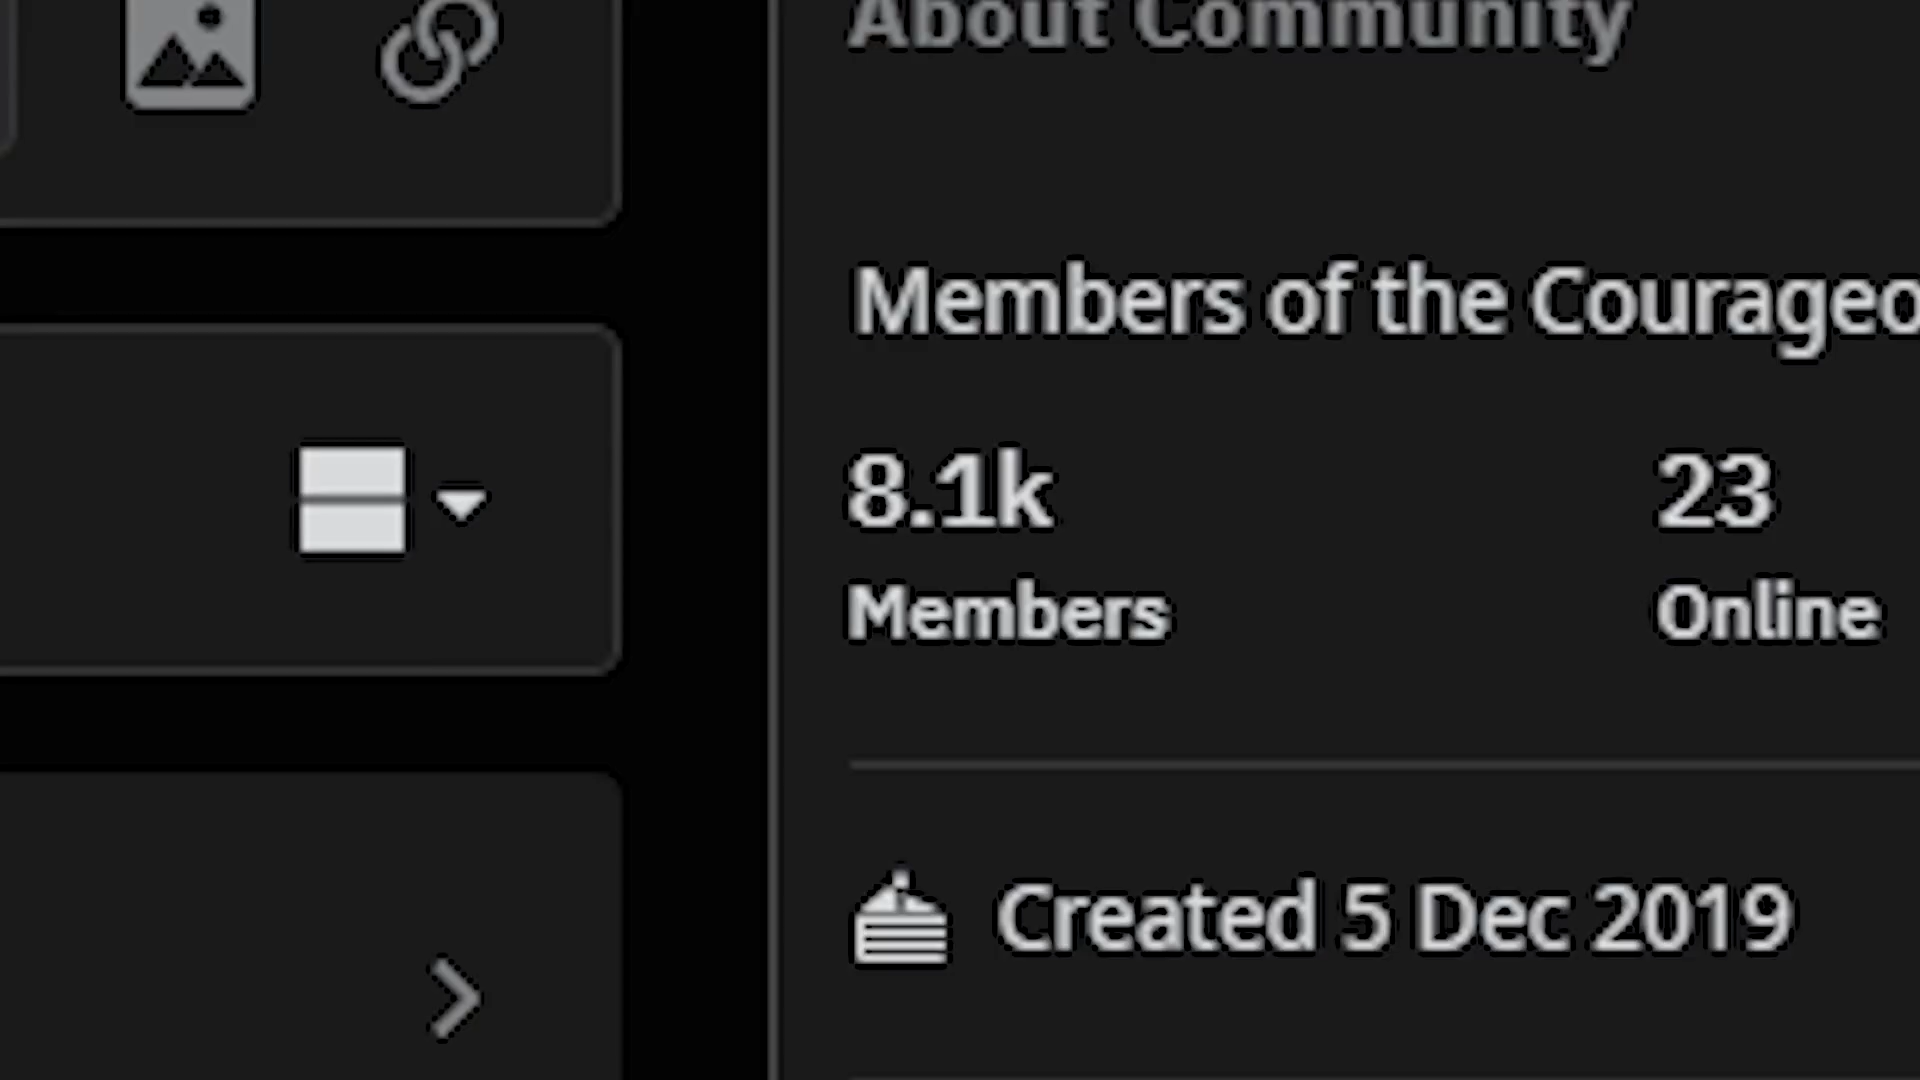 About Community
Members of the Courageo
8.1k
23
Members
Online
Created 5 Dec 2019